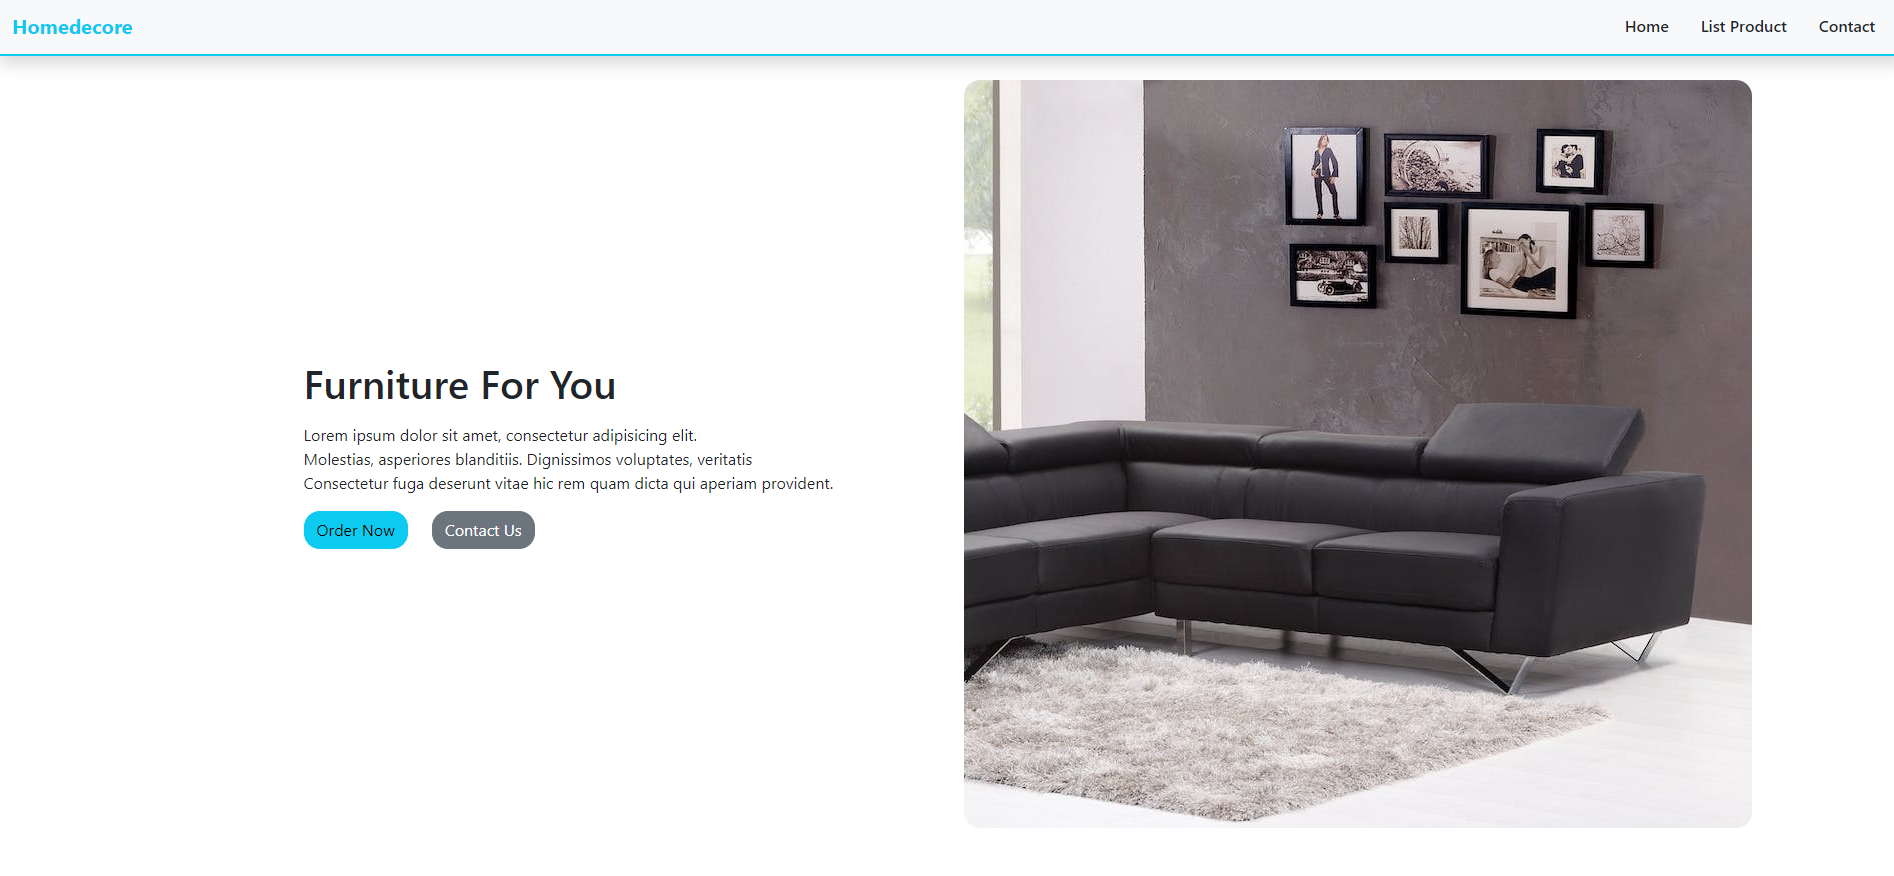 Homedecore
Home
List Product
Contact
Furniture For You
Lorem ipsum dolor sit amet, consectetur adipisicing elit.
Molestias, asperiores blanditiis. Dignissimos voluptates, veritatis
Consectetur fuga deserunt vitae hic rem quam dicta qui aperiam provident.
Order Now
Contact Us